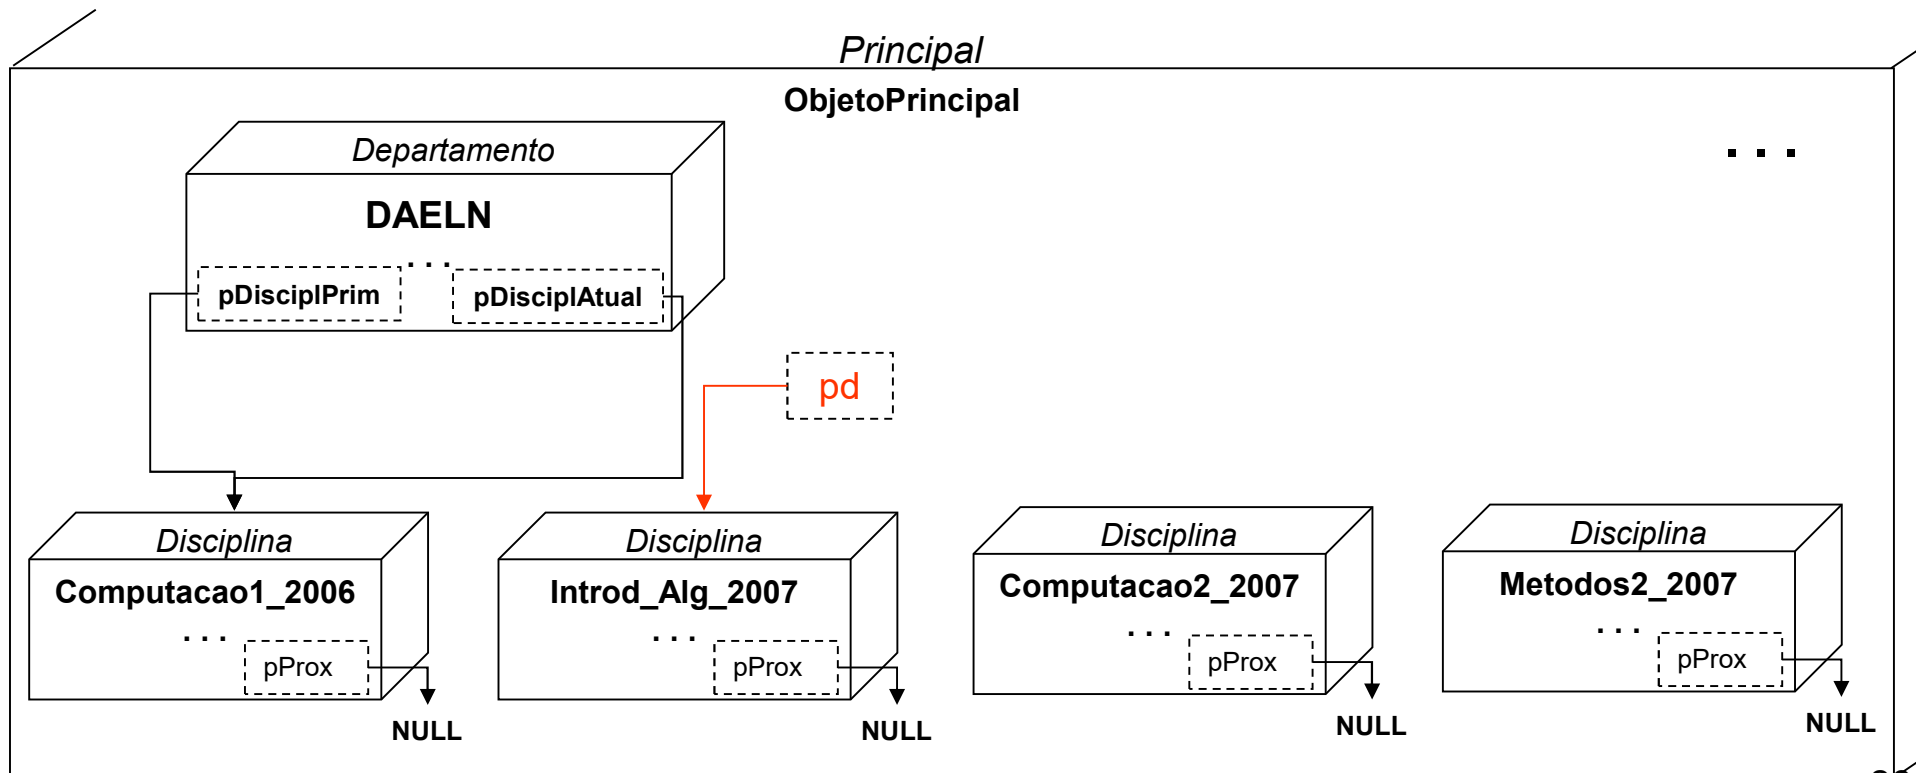 Principal
ObjetoPrincipal
Departamento
. . .
DAELN
. . .
pDisciplPrim
pDisciplAtual
pd
Disciplina
Computacao1_2006
. . .
pProx
NULL
Disciplina
Introd_Alg_2007
. . .
pProx
NULL
Disciplina
Computacao2_2007
. . .
pProx
NULL
Disciplina
Metodos2_2007
. . .
pProx
NULL